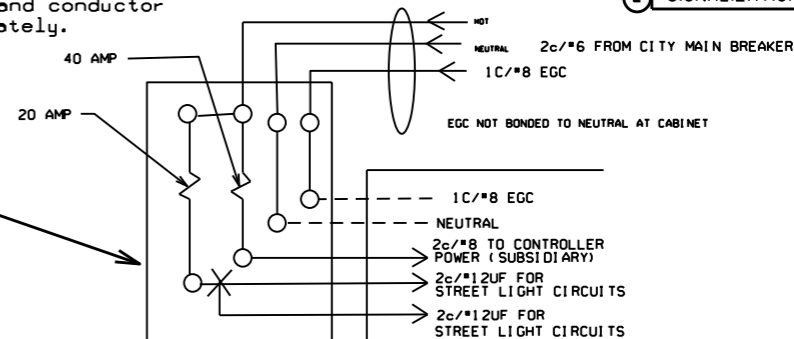 and conductor
ately.
HOT
NEUTRAL 2c/#6 FROM CITY MAIN BREAKER
40 AMP
1C/#8 EGC
20 AMP
EGC NOT BONDED TO NEUTRAL AT CABINET
1C/#8 EGC
NEUTRAL
2c/#8 TO CONTROLLER
POWER (SUBSIDIARY)
2c/#12UF FOR
STREET LIGHT CIRCUITS
2c/#12UF FOR
STREET LIGHT CIRCUITS